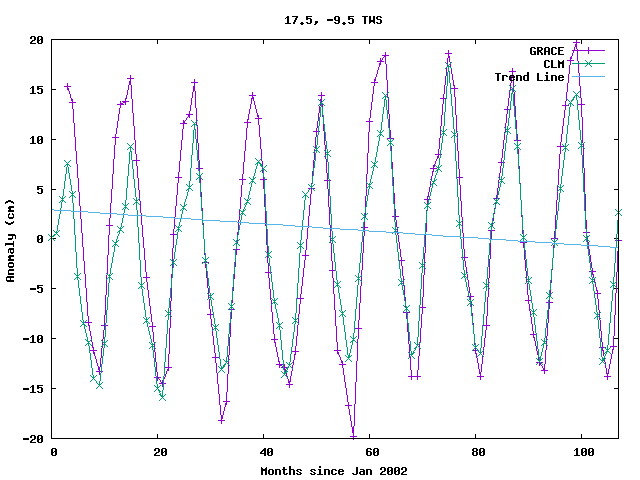 17.5, -9.5 TWS
GRACE
CLM
Trend Line
Anomaly (cm)
20
15
10
5
0
-5
-10
-15
-20
0 20 40 60 80 100
Months since Jan 2002